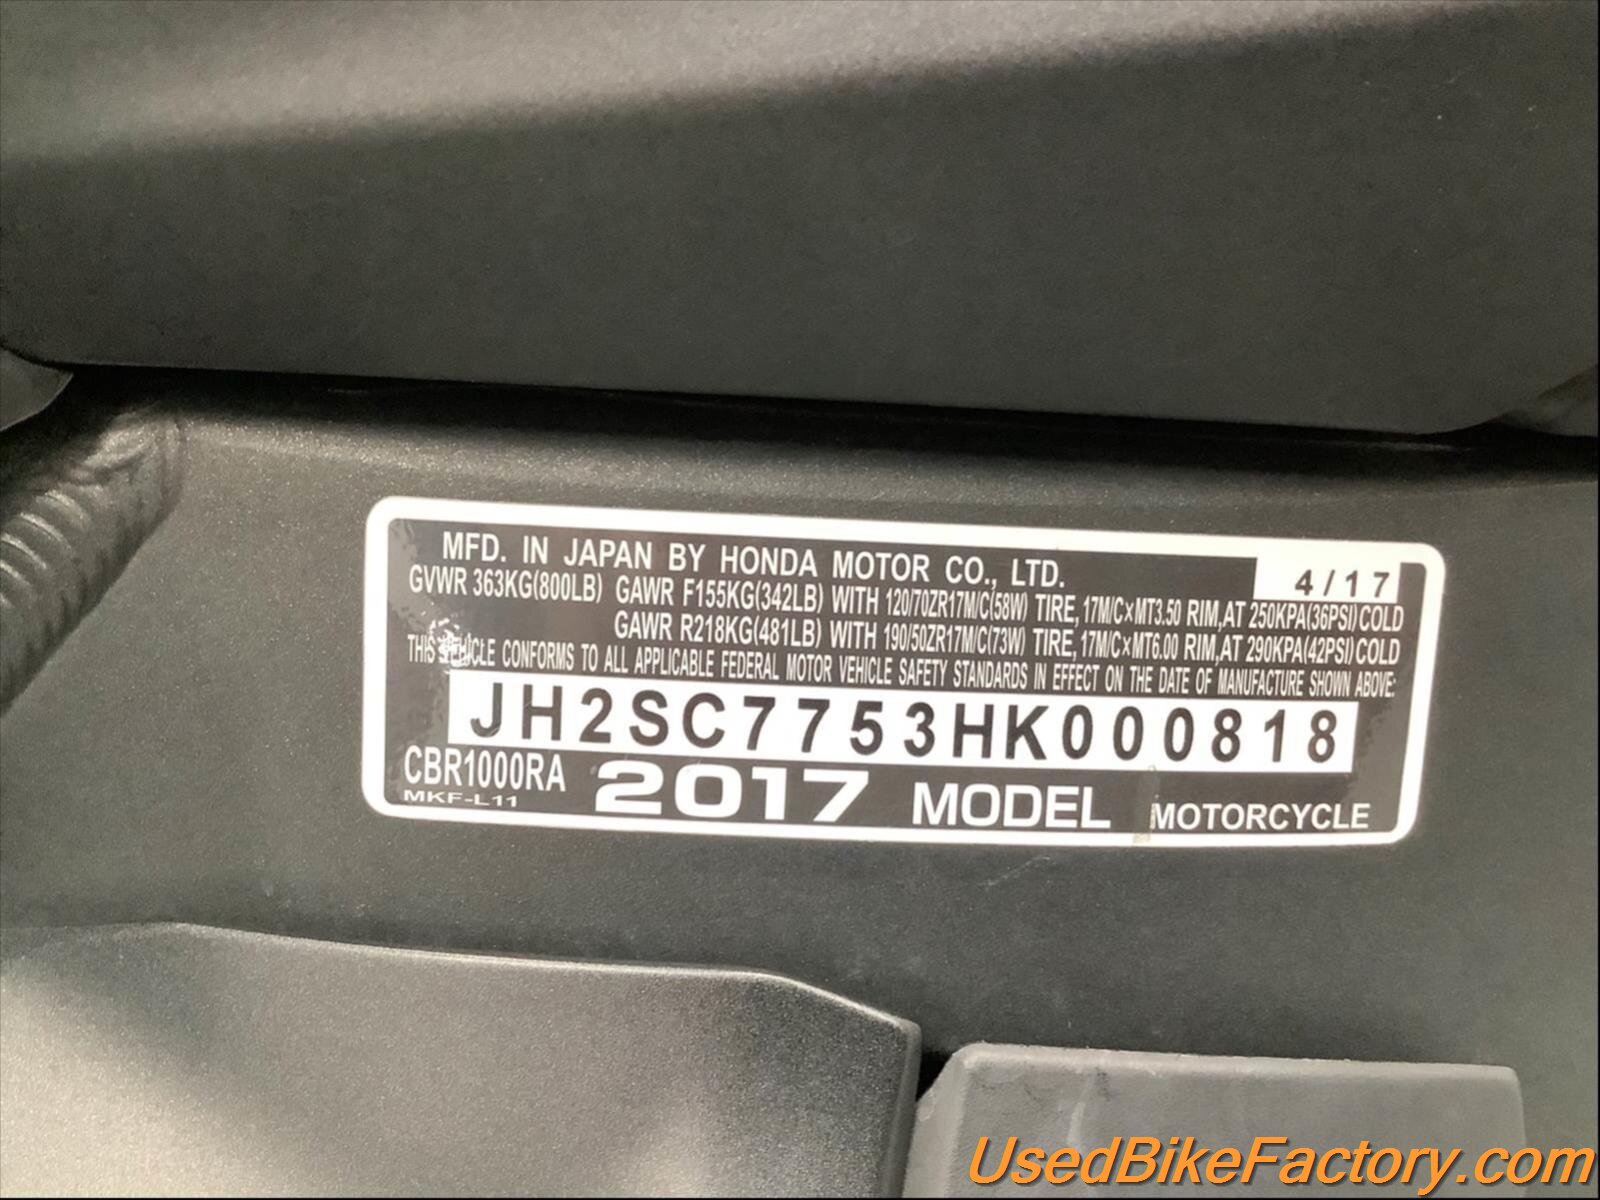 MFD. IN JAPAN BY HONDA MOTOR CO., LTD. 4/17
GVWR 363KG(800LB) GAWR F155KG(342LB) WITH 120/70ZR17M/C(58W) TIRE, 17M/C×MT3.50 RIM, AT 250KPA(36PSI)COLD
GAWR R218KG(481LB) WITH 190/50ZR17M/C(73W) TIRE, 17M/C×MT6.00 RIM, AT 290KPA(42PSI)COLD
THIS VEHICLE CONFORMS TO ALL APPLICABLE FEDERAL MOTOR VEHICLE SAFETY STANDARDS IN EFFECT ON THE DATE OF MANUFACTURE SHOWN ABOVE:
JH2SC7753HK000818
CBR1000RA 2017 MODEL MOTORCYCLE
MKF-L11
UsedBikeFactory.com